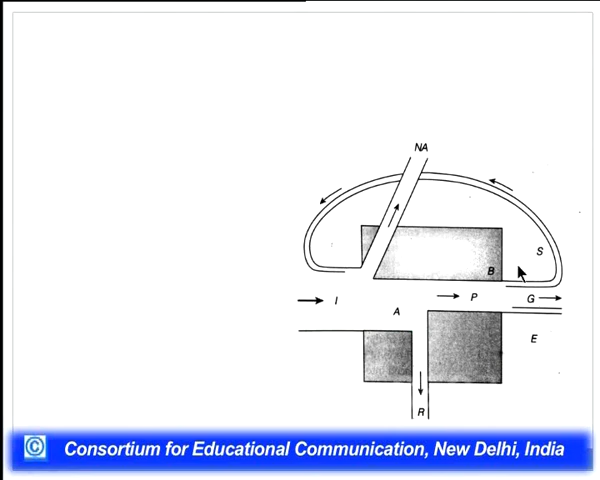 NA
S
B
I
P
G
A
E
R
© Consortium for Educational Communication, New Delhi, India